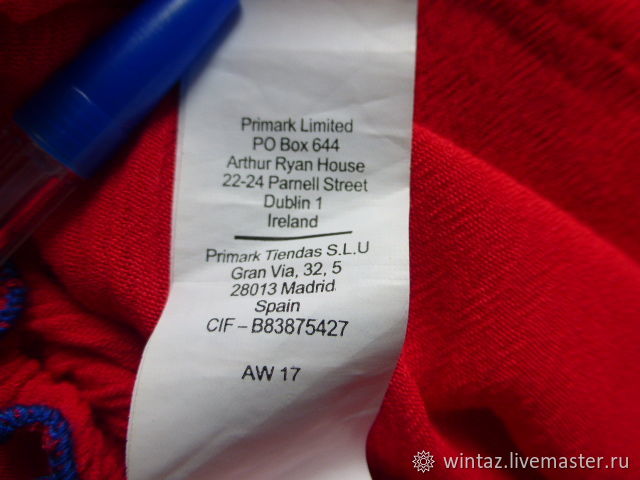 Primark Limited
PO Box 644
Arthur Ryan House
22-24 Parnell Street
Dublin 1
Ireland
Primark Tiendas S.L.U
Gran Via, 32, 5
28013 Madrid
Spain
CIF – B83875427
AW 17
wintaz.livemaster.ru